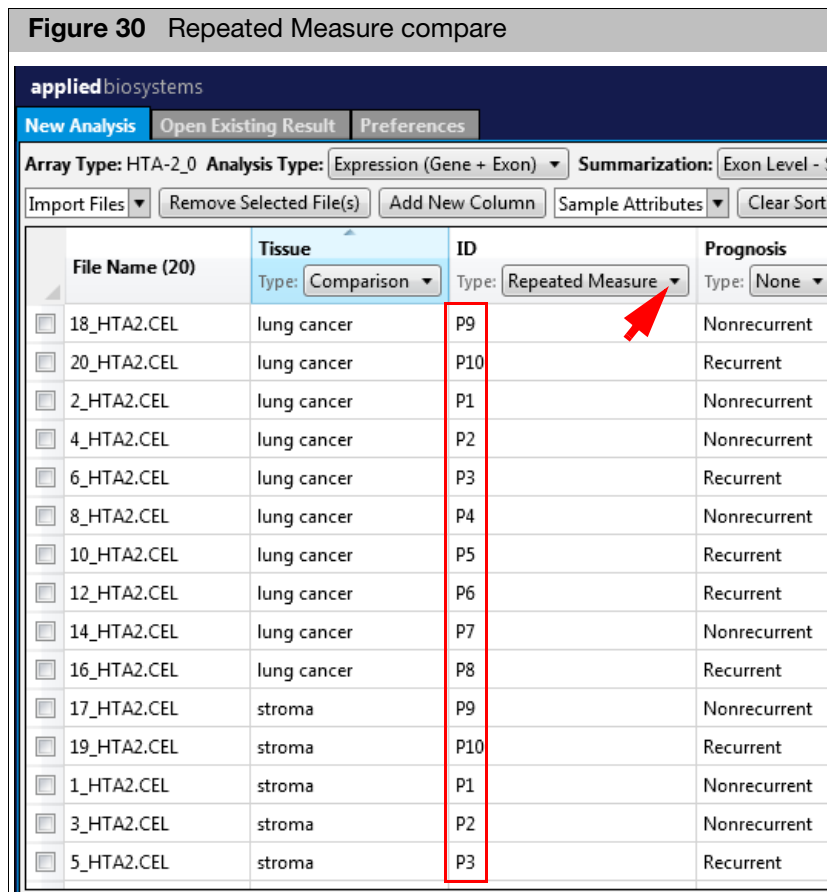 Figure 30 Repeated Measure compare
appliedbiosystems
New Analysis Open Existing Result Preferences
Array Type: HTA-2_0 Analysis Type: Expression (Gene + Exon) Summarization: Exon Level -
Import Files Remove Selected File(s) Add New Column Sample Attributes Clear Sort
File Name (20) Tissue ID Prognosis
Type: Comparison Type: Repeated Measure Type: None
18_HTA2.CEL lung cancer P9 Nonrecurrent
20_HTA2.CEL lung cancer P10 Recurrent
2_HTA2.CEL lung cancer P1 Nonrecurrent
4_HTA2.CEL lung cancer P2 Nonrecurrent
6_HTA2.CEL lung cancer P3 Recurrent
8_HTA2.CEL lung cancer P4 Nonrecurrent
10_HTA2.CEL lung cancer P5 Recurrent
12_HTA2.CEL lung cancer P6 Recurrent
14_HTA2.CEL lung cancer P7 Nonrecurrent
16_HTA2.CEL lung cancer P8 Recurrent
17_HTA2.CEL stroma P9 Nonrecurrent
19_HTA2.CEL stroma P10 Recurrent
1_HTA2.CEL stroma P1 Nonrecurrent
3_HTA2.CEL stroma P2 Nonrecurrent
5_HTA2.CEL stroma P3 Recurrent